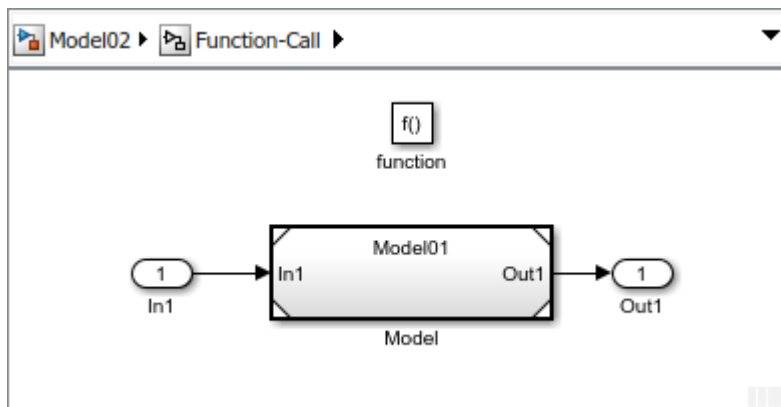 Model02 Function-Call
f()
function
Model01
1 In1 Out1 1
In1 Out1
Model